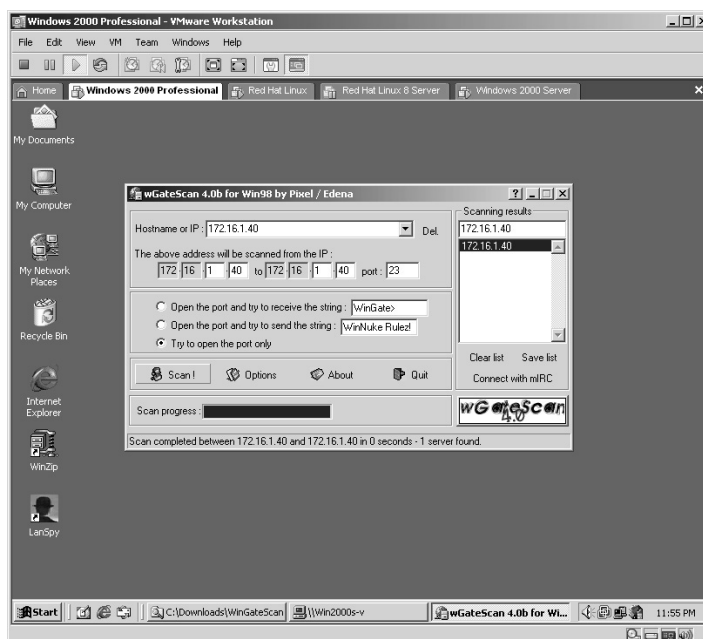 Windows 2000 Professional - VMware Workstation
File Edit View VM Team Windows Help
Home Windows 2000 Professional Red Hat Linux Red Hat Linux 8 Server Windows 2000 Server
My Documents
My Computer
My Network
Places
Recycle Bin
Internet
Explorer
WinZip
LanSpy
wGateScan 4.0b for Win98 by Pixel / Edena
Hostname or IP : 172.16.1.40 Del.
The above address will be scanned from the IP :
172 16 1 40 to 172 16 1 40 port : 23
Open the port and try to receive the string : WinGate>
Open the port and try to send the string : WinNuke Rulez!
Try to open the port only
Scan ! Options About Quit
Scan progress :
Scanning results
172.16.1.40
172.16.1.40
Clear list Save list
Connect with mIRC
wGateScan
4.0
Scan completed between 172.16.1.40 and 172.16.1.40 in 0 seconds - 1 server found.
Start C:\Downloads\WinGateScan \\Win2000s-v wGateScan 4.0b for Wi... 11:55 PM